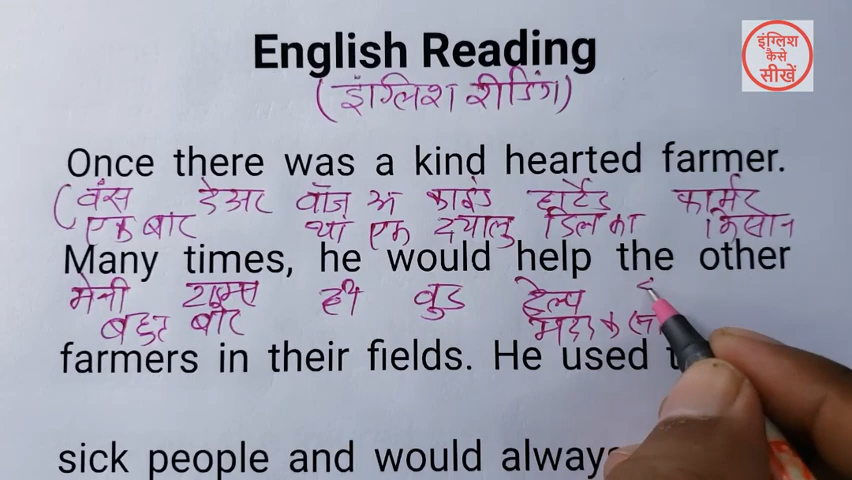 English Reading
इंग्लिश
कैसे
सीखें
(इंग्लिश रीडिंग)
Once there was a kind hearted farmer.
(वंस देअर वॉज अ काइंड हार्टेड फार्मर
एक बार था एक दयालु दिल का किसान
Many times, he would help the other
मेनी टाइम्स ही वुड हेल्प
बहुत बार मदद करता
farmers in their fields. He used
sick people and would always